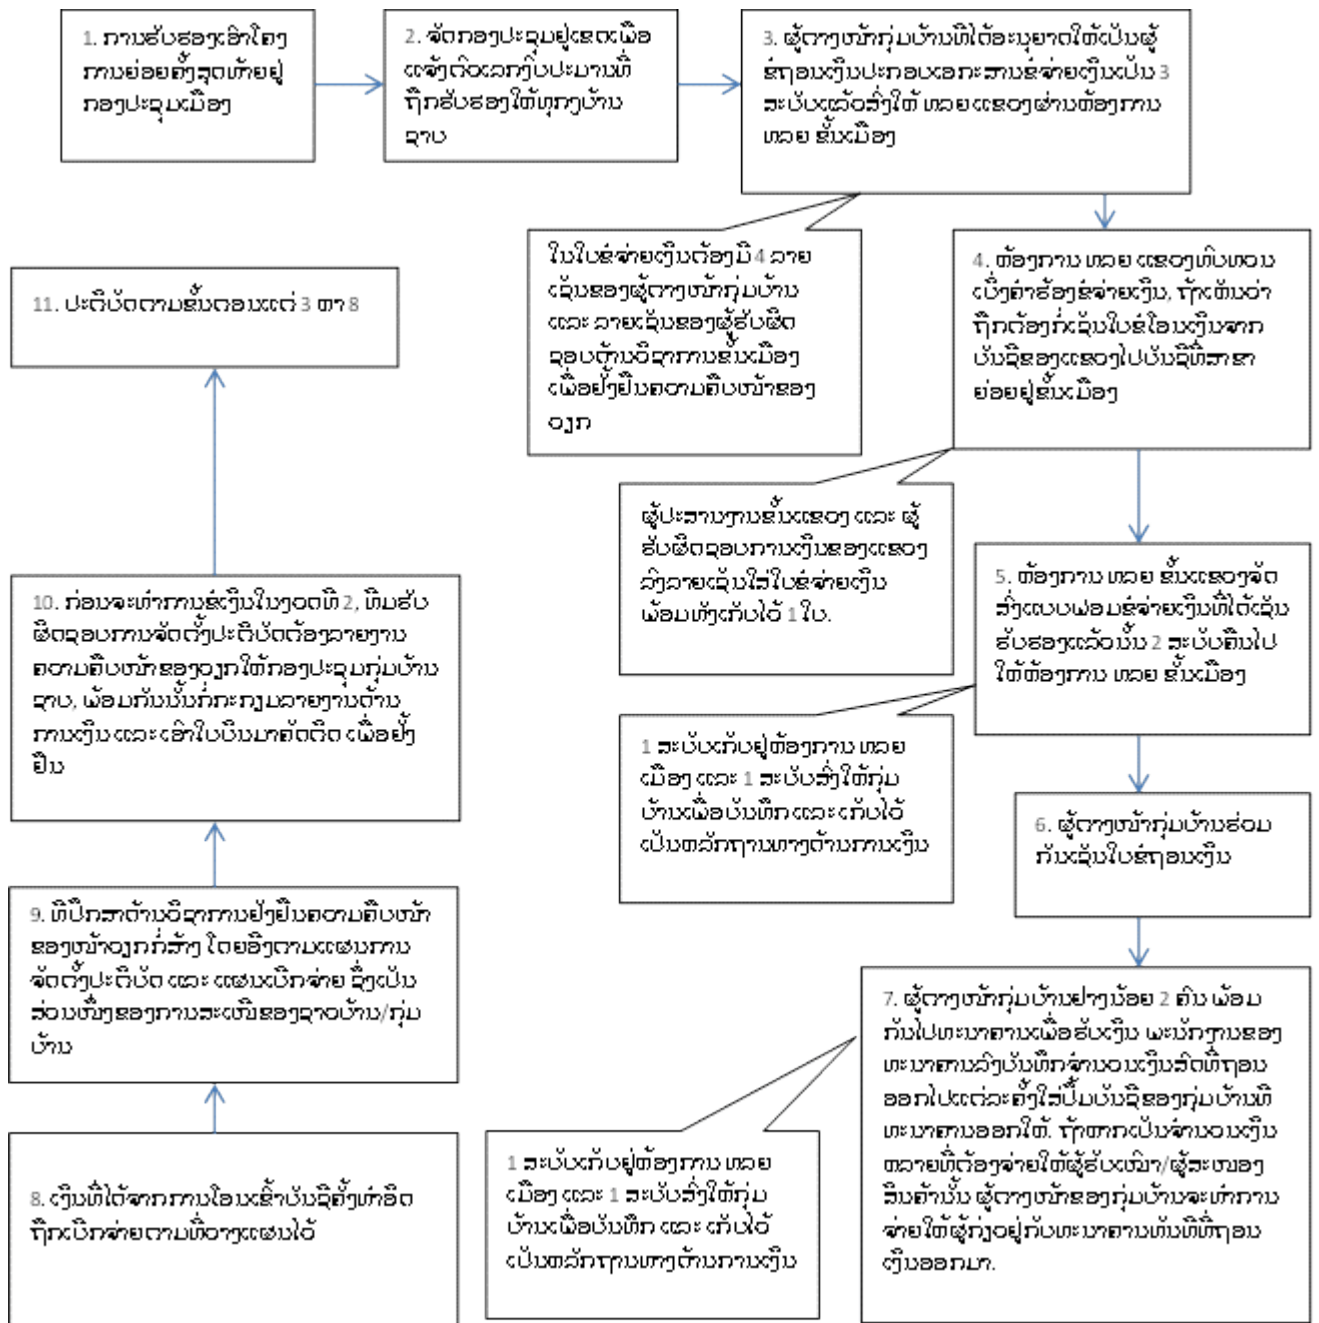 1. ການຮັບຮອງເອົາໂຄງ
ການຍ່ອຍຄັ້ງສຸດທ້າຍຢູ່
ກອງປະຊຸມເມືອງ
2. ຈັດກອງປະຊຸມຢູ່ເຂດເພື່ອ
ແຈ້ງຕົວເລກງົບປະມານທີ່
ຖືກຮັບຮອງໃຫ້ທຸກໆບ້ານ
ຊາບ
3. ຜູ້ຕາງໜ້າກຸ່ມບ້ານທີ່ໄດ້ອະນຸຍາດໃຫ້ເປັນຜູ້
ຂໍຖອນເງິນປະກອບເອກະສານຂໍຈ່າຍເງິນເປັນ 3
ສະບັບແລ້ວສົ່ງໃຫ້ ທລຍ ແຂວງຜ່ານຫ້ອງການ
ທລຍ ຂັ້ນເມືອງ
ໃນໃບຂໍຈ່າຍເງິນຕ້ອງມີ 4 ລາຍ
ເຊັນຂອງຜູ້ຕາງໜ້າກຸ່ມບ້ານ
ແລະ ລາຍເຊັນຂອງຜູ້ຮັບຜິດ
ຊອບດ້ານວິຊາການຂັ້ນເມືອງ
ເພື່ອຢັ້ງຢືນຄວາມຄືບໜ້າຂອງ
ວຽກ
4. ຫ້ອງການ ທລຍ ແຂວງທົບທວນ
ເບິ່ງຄຳຮ້ອງຂໍຈ່າຍເງິນ, ຖ້າເຫັນວ່າ
ຖືກຕ້ອງກໍ່ເຊັນໃບຂໍໂອນເງິນຈາກ
ບັນຊີຂອງແຂວງໄປບັນຊີທີ່ສາຂາ
ຍ່ອຍຢູ່ຂັ້ນເມືອງ
ຜູ້ປະສານງານຂັ້ນແຂວງ ແລະ ຜູ້
ຮັບຜິດຊອບການເງິນຂອງແຂວງ
ລົງລາຍເຊັນໃສ່ໃບຂໍຈ່າຍເງິນ
ພ້ອມທັງເກັບໄວ້ 1 ໃບ.
5. ຫ້ອງການ ທລຍ ຂັ້ນແຂວງຈັດ
ສົ່ງແບບຟອມຂໍຈ່າຍເງິນທີ່ໄດ້ເຊັນ
ຮັບຮອງແລ້ວນັ້ນ 2 ສະບັບຄືນໄປ
ໃຫ້ຫ້ອງການ ທລຍ ຂັ້ນເມືອງ
1 ສະບັບເກັບຢູ່ຫ້ອງການ ທລຍ
ເມືອງ ແລະ 1 ສະບັບສົ່ງໃຫ້ກຸ່ມ
ບ້ານເພື່ອບັນທຶກ ແລະ ເກັບໄວ້
ເປັນຫລັກຖານທາງດ້ານການເງິນ
6. ຜູ້ຕາງໜ້າກຸ່ມບ້ານຮ່ວມ
ກັນເຊັນໃບຂໍຖອນເງິນ
7. ຜູ້ຕາງໜ້າກຸ່ມບ້ານຢ່າງນ້ອຍ 2 ຄົນ ພ້ອມ
ກັນໄປທະນາຄານເພື່ອຮັບເງິນ ພະນັກງານຂອງ
ທະນາຄານລົງບັນທຶກຈຳນວນເງິນສົດທີ່ຖອນ
ອອກໄປແຕ່ລະຄັ້ງໃສ່ປຶ້ມບັນຊີຂອງກຸ່ມບ້ານທີ່
ທະນາຄານອອກໃຫ້. ຖ້າຫາກເປັນຈຳນວນເງິນ
ຫລາຍທີ່ຕ້ອງຈ່າຍໃຫ້ຜູ້ຮັບເໝົາ/ຜູ້ສະໜອງ
ສິນຄ້ານັ້ນ ຜູ້ຕາງໜ້າຂອງກຸ່ມບ້ານຈະທຳການ
ຈ່າຍໃຫ້ຜູ້ກ່ຽວຢູ່ກັບທະນາຄານທັນທີທີ່ຖອນ
ເງິນອອກມາ.
1 ສະບັບເກັບຢູ່ຫ້ອງການ ທລຍ
ເມືອງ ແລະ 1 ສະບັບສົ່ງໃຫ້ກຸ່ມ
ບ້ານເພື່ອບັນທຶກ ແລະ ເກັບໄວ້
ເປັນຫລັກຖານທາງດ້ານການເງິນ
8. ເງິນທີ່ໄດ້ຈາກການໂອນເຂົ້າບັນຊີຄັ້ງທຳອິດ
ຖືກເບີກຈ່າຍຕາມທີ່ວາງແຜນໄວ້
9. ທີ່ປຶກສາດ້ານວິຊາການຢັ້ງຢືນຄວາມຄືບໜ້າ
ຂອງໜ້າວຽກກໍ່ສ້າງ ໂດຍອີງຕາມແຜນການ
ຈັດຕັ້ງປະຕິບັດ ແລະ ແຜນເບີກຈ່າຍ ຊຶ່ງເປັນ
ສ່ວນໜຶ່ງຂອງການສະເໜີຂອງຊາວບ້ານ/ກຸ່ມ
ບ້ານ
10. ກ່ອນຈະທຳການຂໍເງິນໃນງວດທີ 2, ທີມຮັບ
ຜິດຊອບການຈັດຕັ້ງປະຕິບັດຕ້ອງລາຍງານ
ຄວາມຄືບໜ້າຂອງວຽກໃຫ້ກອງປະຊຸມກຸ່ມບ້ານ
ຊາບ, ພ້ອມກັນນັ້ນກໍ່ກະກຽມລາຍງານດ້ານ
ການເງິນ ແລະ ເອົາໃບບິນມາຄັດຕິດ ເພື່ອຢັ້ງ
ຢືນ
11. ປະຕິບັດຕາມຂັ້ນຕອນແຕ່ 3 ຫາ 8